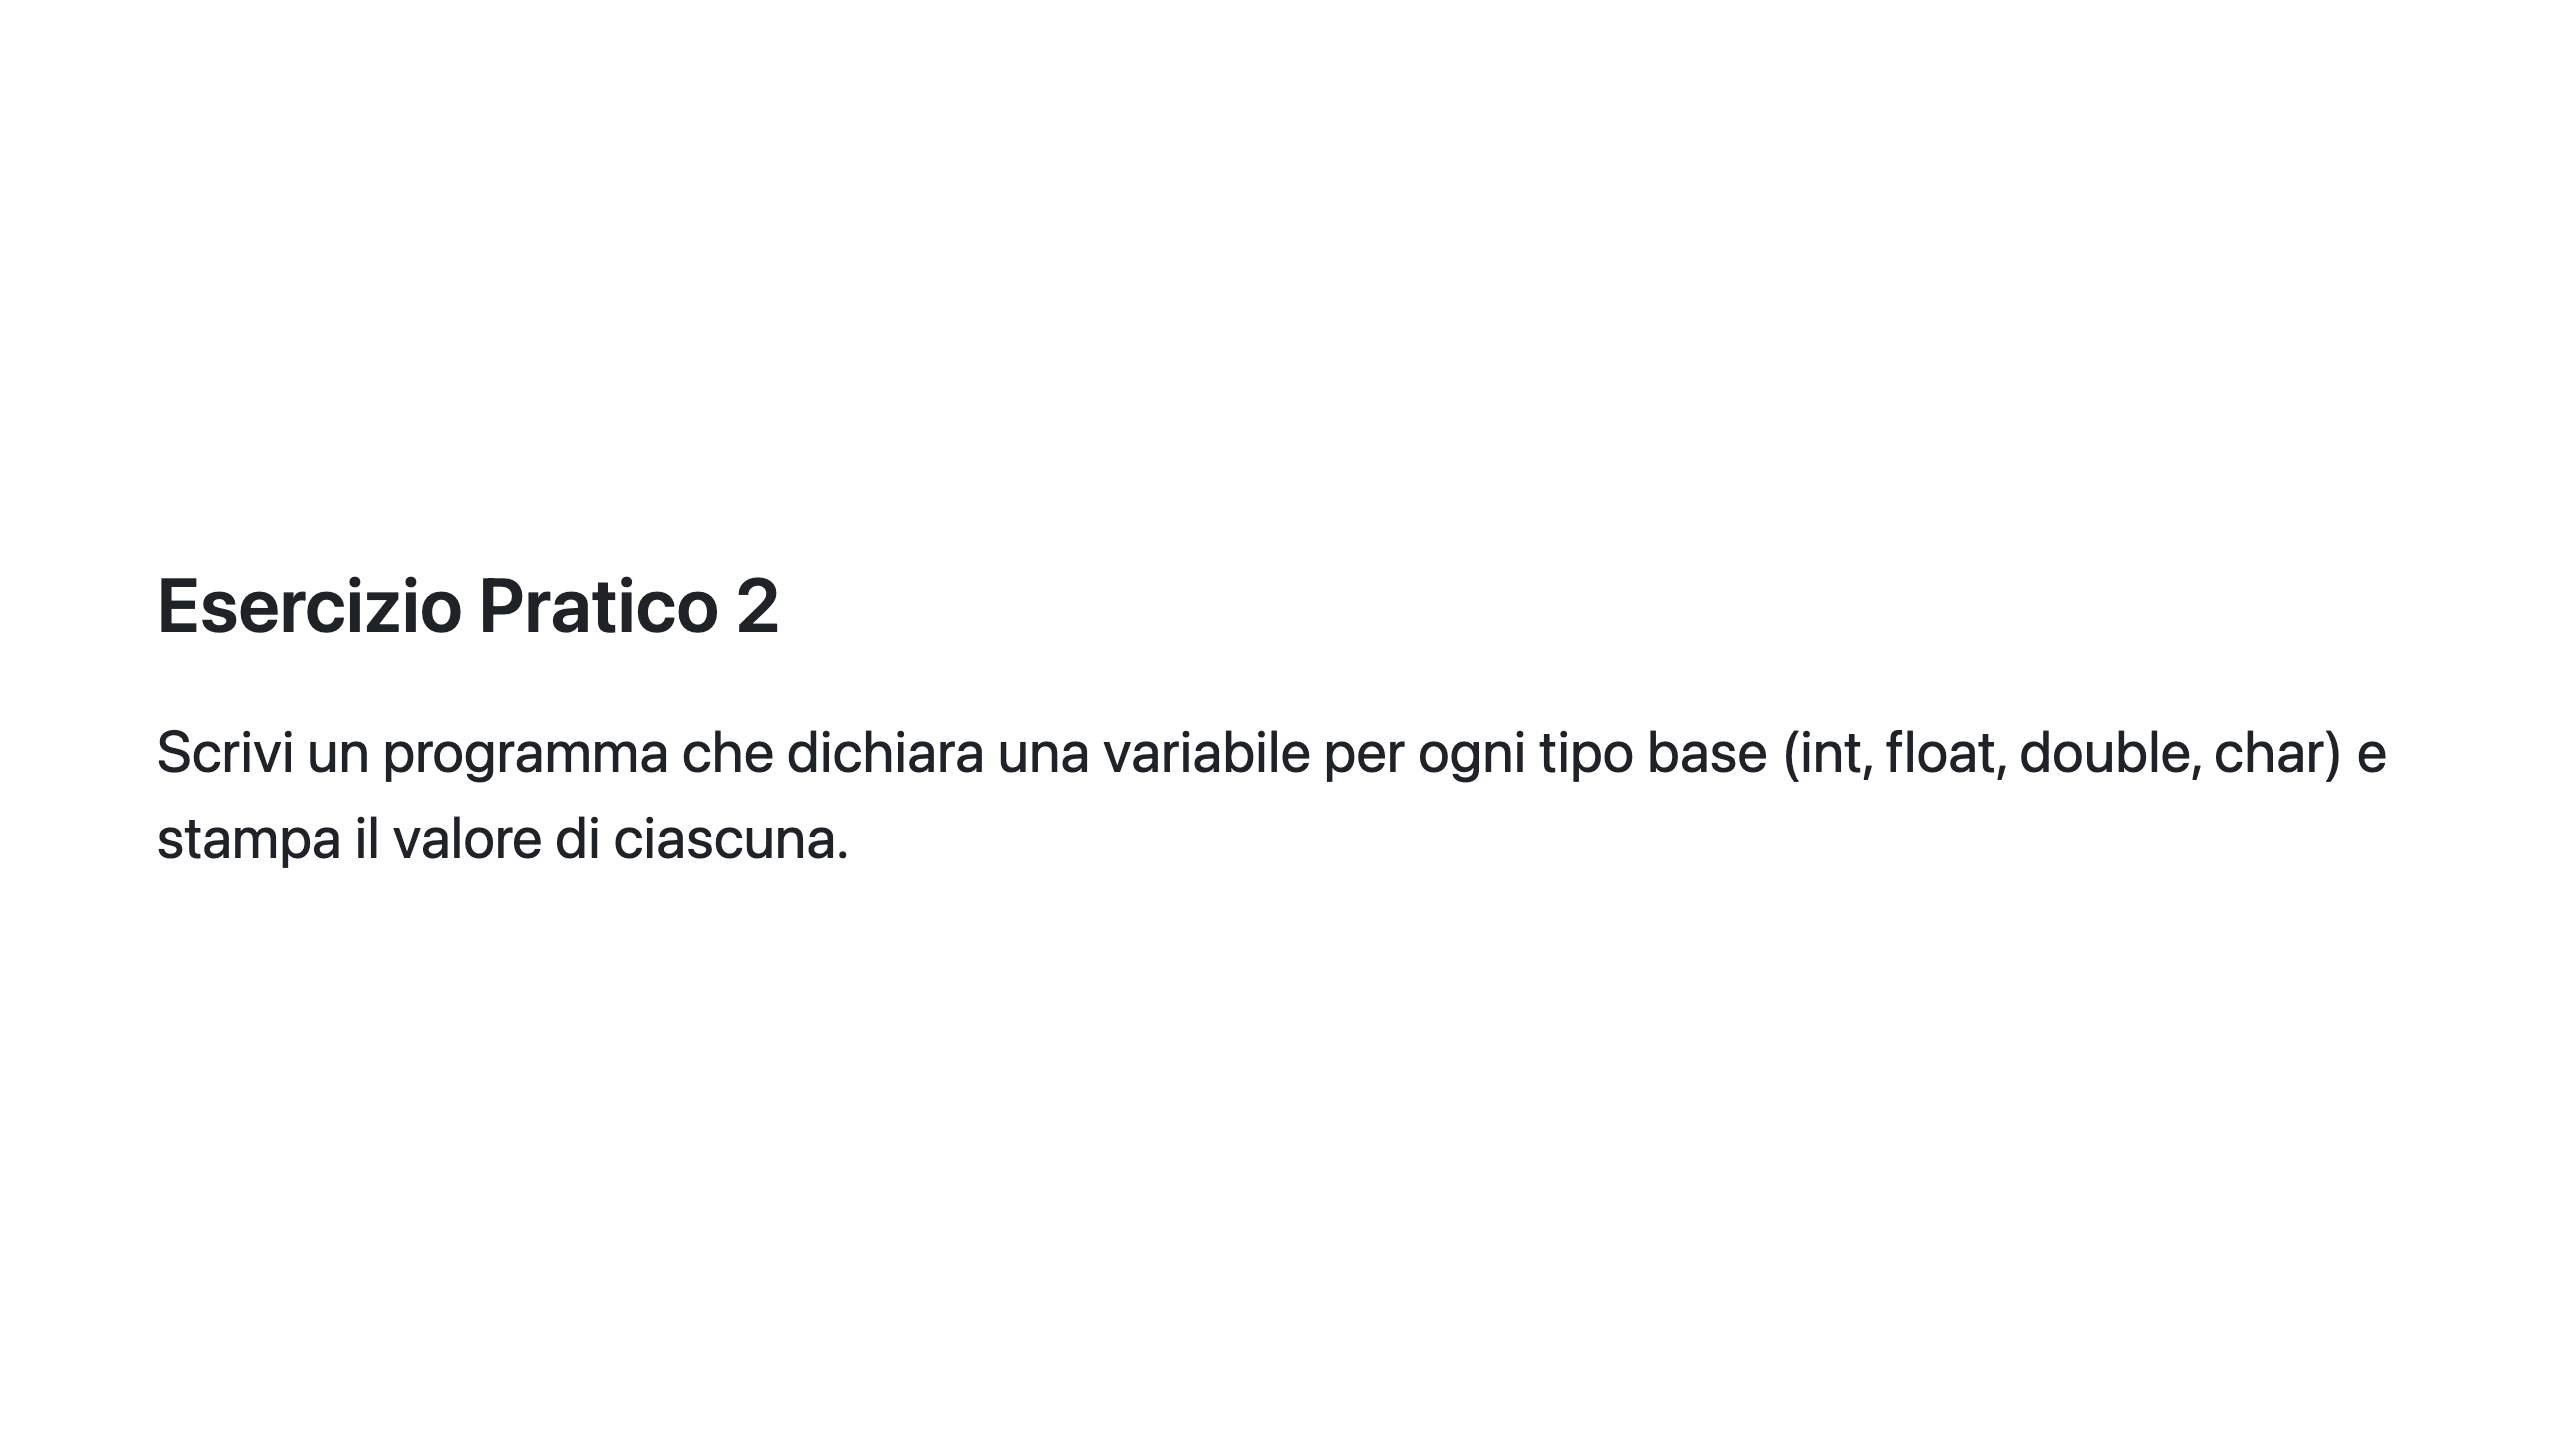 Esercizio Pratico 2
Scrivi un programma che dichiara una variabile per ogni tipo base (int, float, double, char) e
stampa il valore di ciascuna.